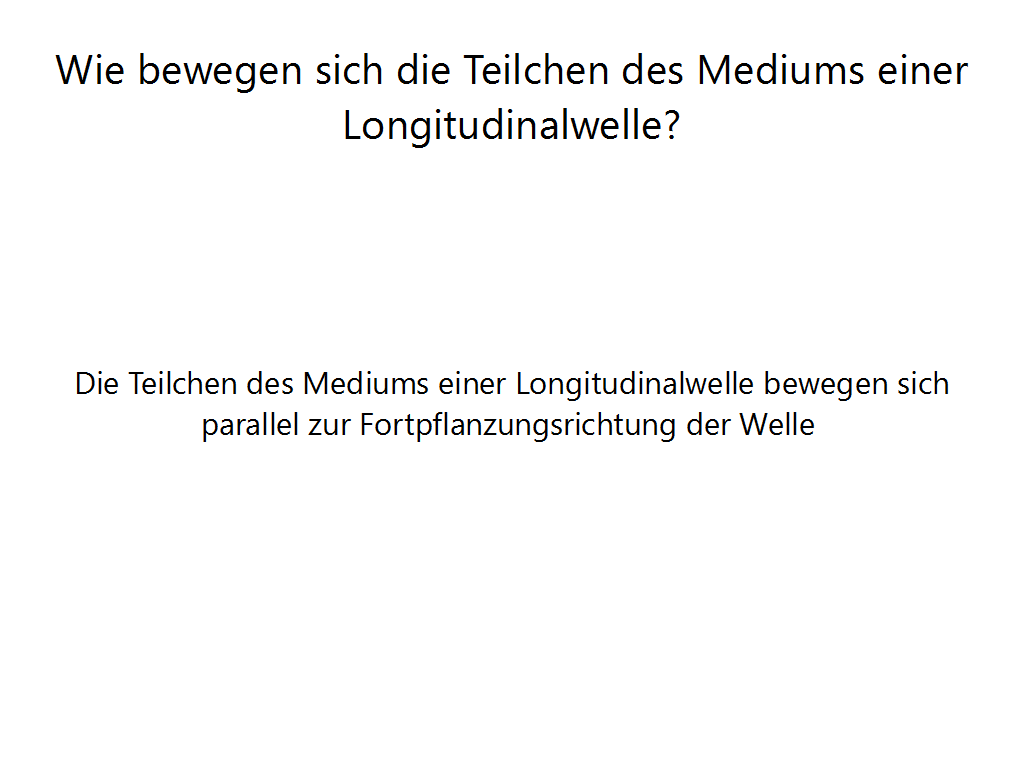 Wie bewegen sich die Teilchen des Mediums einer
Longitudinalwelle?
Die Teilchen des Mediums einer Longitudinalwelle bewegen sich
parallel zur Fortpflanzungsrichtung der Welle